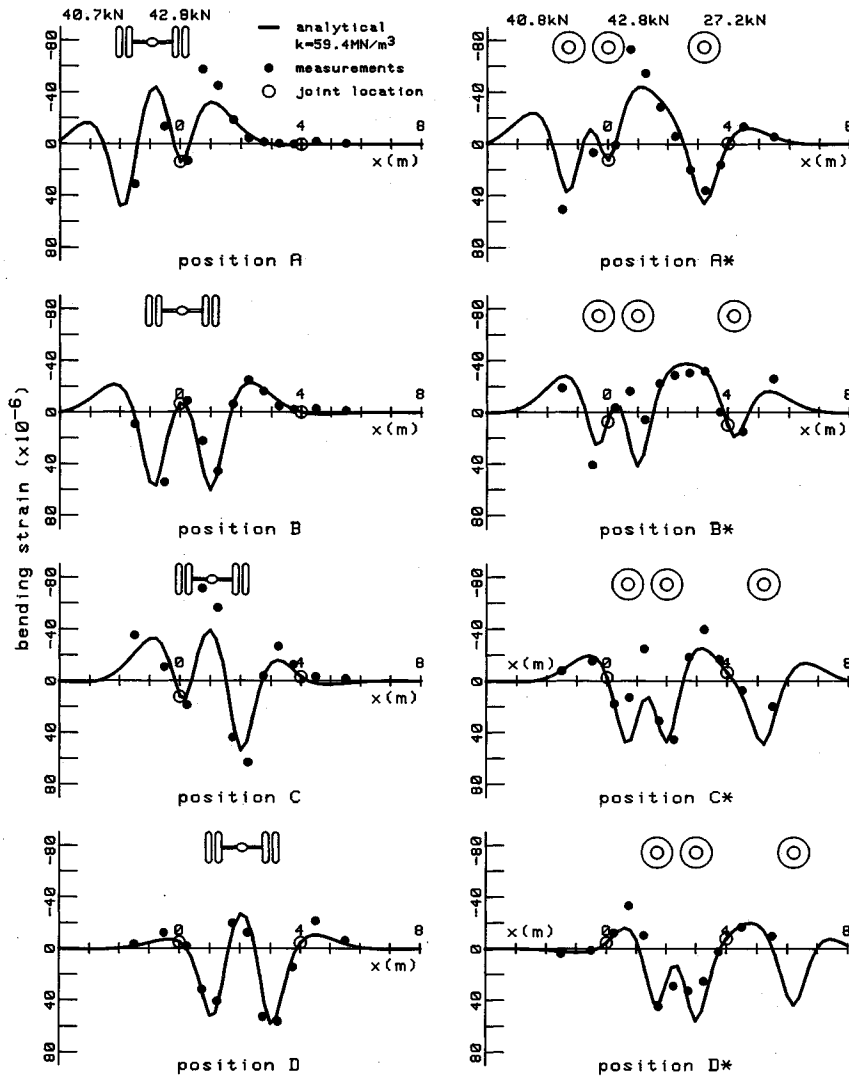 40.7kN 42.8kN
analytical
k=59.4MN/m³
measurements
joint location
-80
-40
0
40
80
0
4
8
x(m)
position A
40.8kN 42.8kN 27.2kN
-80
-40
0
40
80
0
4
8
x(m)
position A*
bending strain (x10⁻⁶)
-80
-40
0
40
80
0
4
8
x(m)
position B
-80
-40
0
40
80
0
4
8
x(m)
position B*
-80
-40
0
40
80
0
4
8
x(m)
position C
-80
-40
0
40
80
x(m)
0
4
8
position C*
-80
-40
0
40
80
0
4
8
x(m)
position D
-80
-40
0
40
80
x(m)
0
4
8
position D*